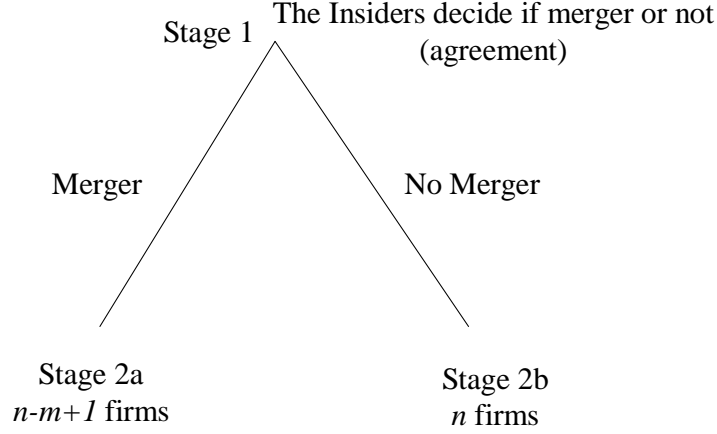 The Insiders decide if merger or not
Stage 1
(agreement)
Merger
No Merger
Stage 2a
n-m+1 firms
Stage 2b
n firms